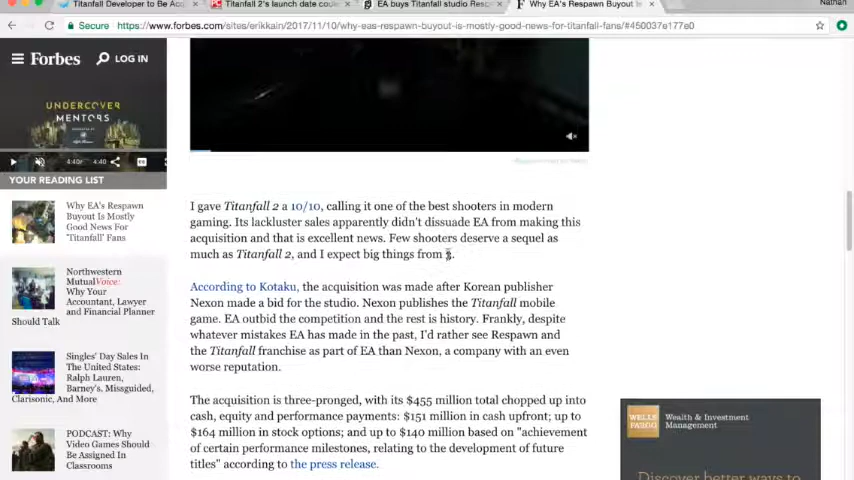 Titanfall Developer to Be Acq
Titanfall 2's launch date could
EA buys Titanfall studio Resp
Why EA's Respawn Buyout Is
Nathan
Secure https://www.forbes.com/sites/erikkain/2017/11/10/why-eas-respawn-buyout-is-mostly-good-news-for-titanfall-fans/#450037e177e0
Forbes LOG IN
UNDERCOVER
MENTORS
4:40 4:40
YOUR READING LIST
Why EA's Respawn
Buyout Is Mostly
Good News For
'Titanfall' Fans
Northwestern
MutualVoice:
Why Your
Accountant, Lawyer
and Financial Planner
Should Talk
Singles' Day Sales In
The United States:
Ralph Lauren,
Barney's, Missguided,
Clarisonic, And More
PODCAST: Why
Video Games Should
Be Assigned In
Classrooms
I gave Titanfall 2 a 10/10, calling it one of the best shooters in modern
gaming. Its lackluster sales apparently didn't dissuade EA from making this
acquisition and that is excellent news. Few shooters deserve a sequel as
much as Titanfall 2, and I expect big things from 3.
According to Kotaku, the acquisition was made after Korean publisher
Nexon made a bid for the studio. Nexon publishes the Titanfall mobile
game. EA outbid the competition and the rest is history. Frankly, despite
whatever mistakes EA has made in the past, I'd rather see Respawn and
the Titanfall franchise as part of EA than Nexon, a company with an even
worse reputation.
The acquisition is three-pronged, with its $455 million total chopped up into
cash, equity and performance payments: $151 million in cash upfront; up to
$164 million in stock options; and up to $140 million based on "achievement
of certain performance milestones, relating to the development of future
titles" according to the press release.
WELLS
FARGO
Wealth & Investment
Management
Discover better ways to